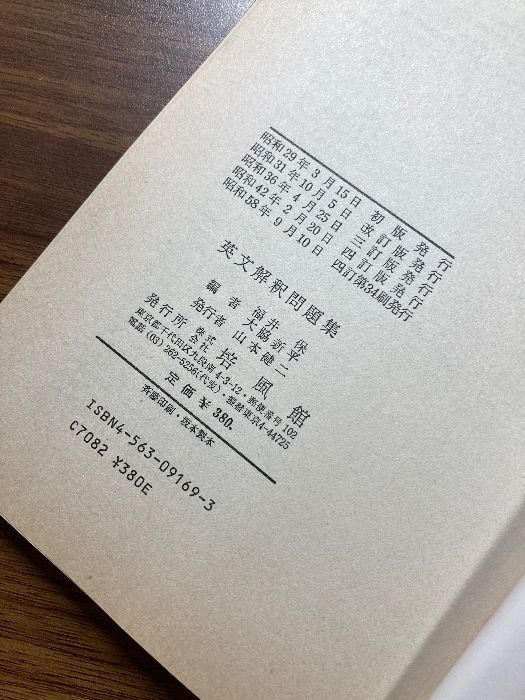 昭和29年3月15日 初版発行
昭和31年10月5日 改訂版発行
昭和36年4月25日 三訂版発行
昭和42年2月20日 四訂版発行
昭和58年9月10日 四訂第34刷発行
英文解釈問題集
編者 福井 保
大脇新平
発行者 山本健二
発行所 株式会社 培風館
東京都千代田区九段南4-3-12・郵便番号102
電話(03)262-5256(代表)・振替東京4-44725
定価 ¥380.
斉慶印刷・坂本製本
ISBN4-563-09169-3
C7082 ¥380E